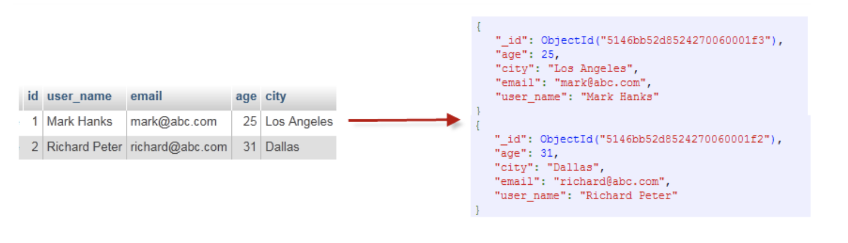 id user_name email age city
1 Mark Hanks mark@abc.com 25 Los Angeles
2 Richard Peter richard@abc.com 31 Dallas
{
"_id": ObjectId("5146bb52d8524270060001f3"),
"age": 25,
"city": "Los Angeles",
"email": "mark@abc.com",
"user_name": "Mark Hanks"
}
{
"_id": ObjectId("5146bb52d8524270060001f2"),
"age": 31,
"city": "Dallas",
"email": "richard@abc.com",
"user_name": "Richard Peter"
}